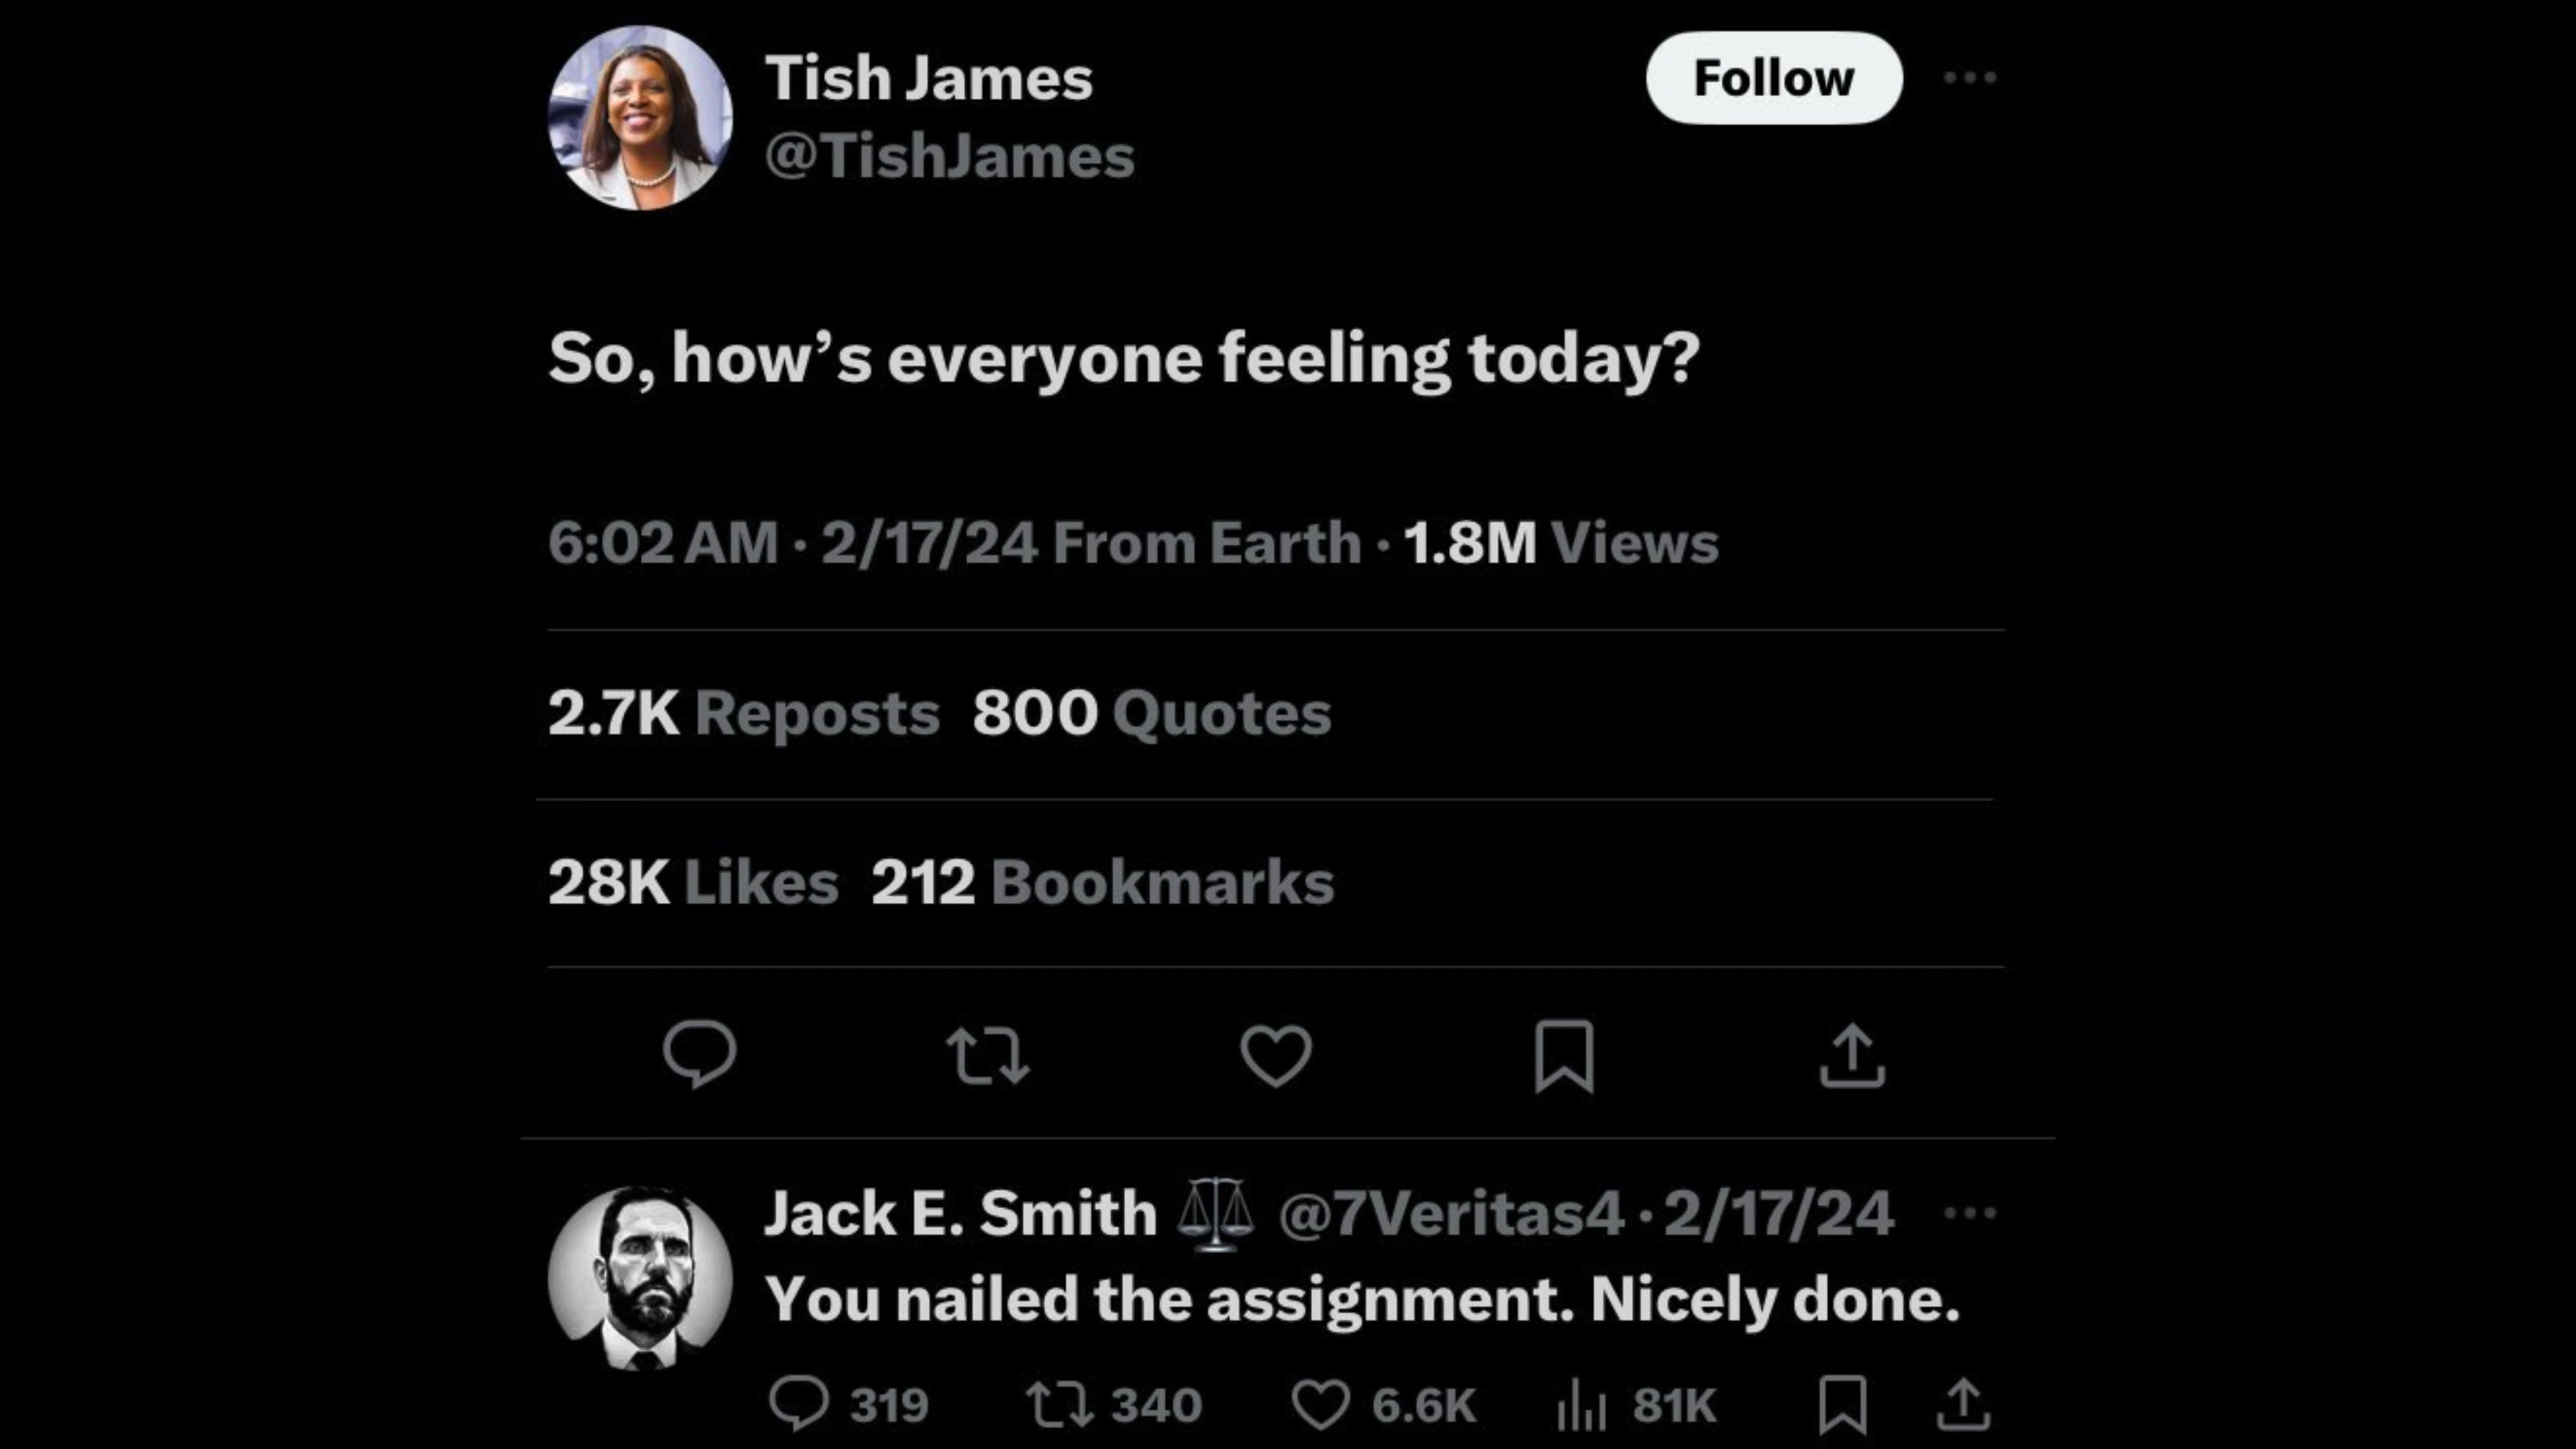 Tish James
Follow
@TishJames
So, how’s everyone feeling today?
6:02 AM · 2/17/24 From Earth · 1.8M Views
2.7K Reposts 800 Quotes
28K Likes 212 Bookmarks
Jack E. Smith ⚖️ @7Veritas4 · 2/17/24
You nailed the assignment. Nicely done.
319 340 6.6K 81K